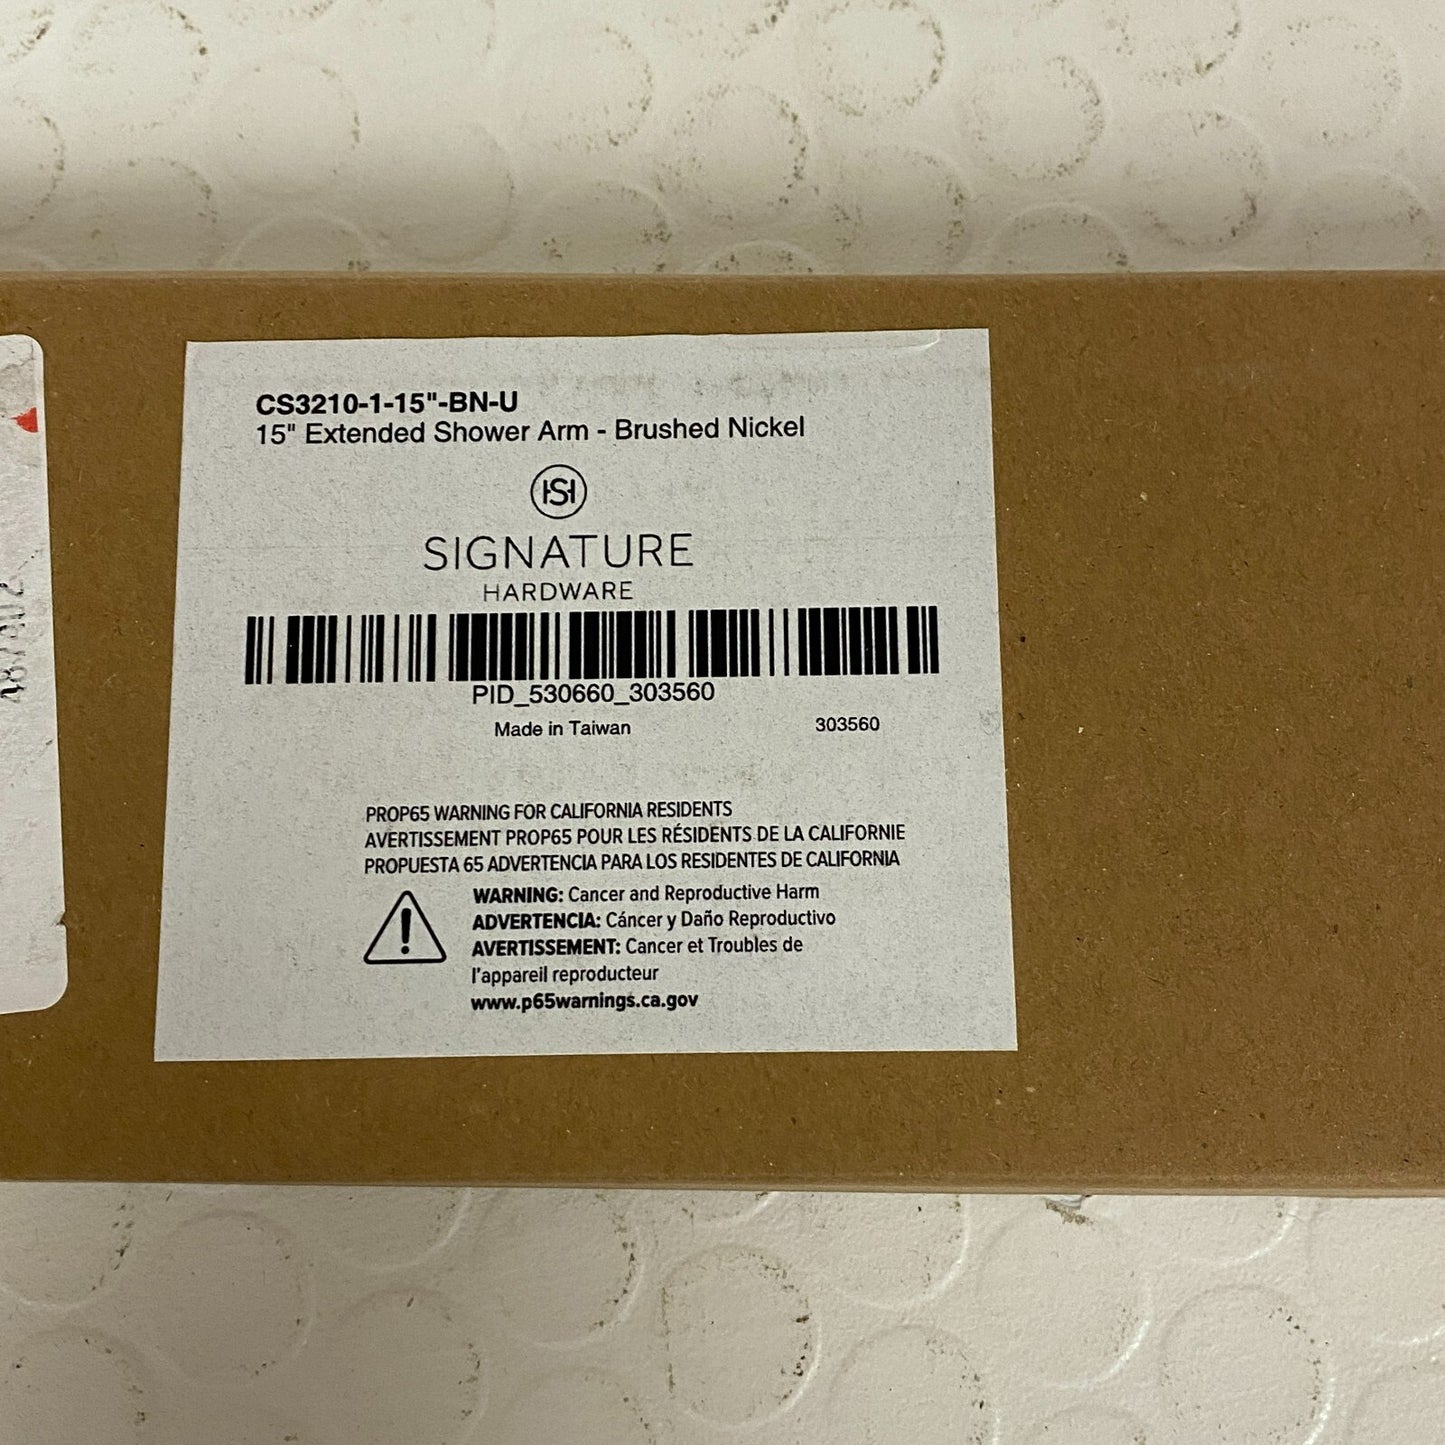 CS3210-1-15"-BN-U
15" Extended Shower Arm - Brushed Nickel
SIGNATURE
HARDWARE
PID_530660_303560
Made in Taiwan 303560
PROP65 WARNING FOR CALIFORNIA RESIDENTS
AVERTISSEMENT PROP65 POUR LES RÉSIDENTS DE LA CALIFORNIE
PROPUESTA 65 ADVERTENCIA PARA LOS RESIDENTES DE CALIFORNIA
WARNING: Cancer and Reproductive Harm
ADVERTENCIA: Cáncer y Daño Reproductivo
AVERTISSEMENT: Cancer et Troubles de
l'appareil reproducteur
www.p65warnings.ca.gov